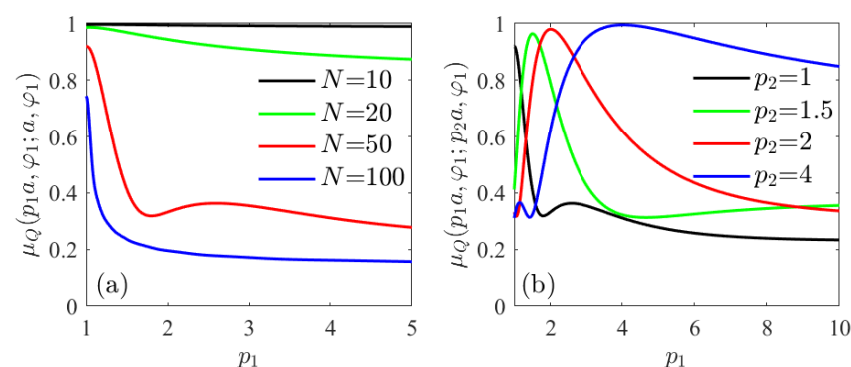 μ_Q(p₁a, φ₁; a, φ₁)
1
0.8
0.6
0.4
0.2
0
N=10
N=20
N=50
N=100
(a)
1 2 3 4 5
p₁
μ_Q(p₁a, φ₁; p₂a, φ₁)
1
0.8
0.6
0.4
0.2
0
p₂=1
p₂=1.5
p₂=2
p₂=4
(b)
2 4 6 8 10
p₁